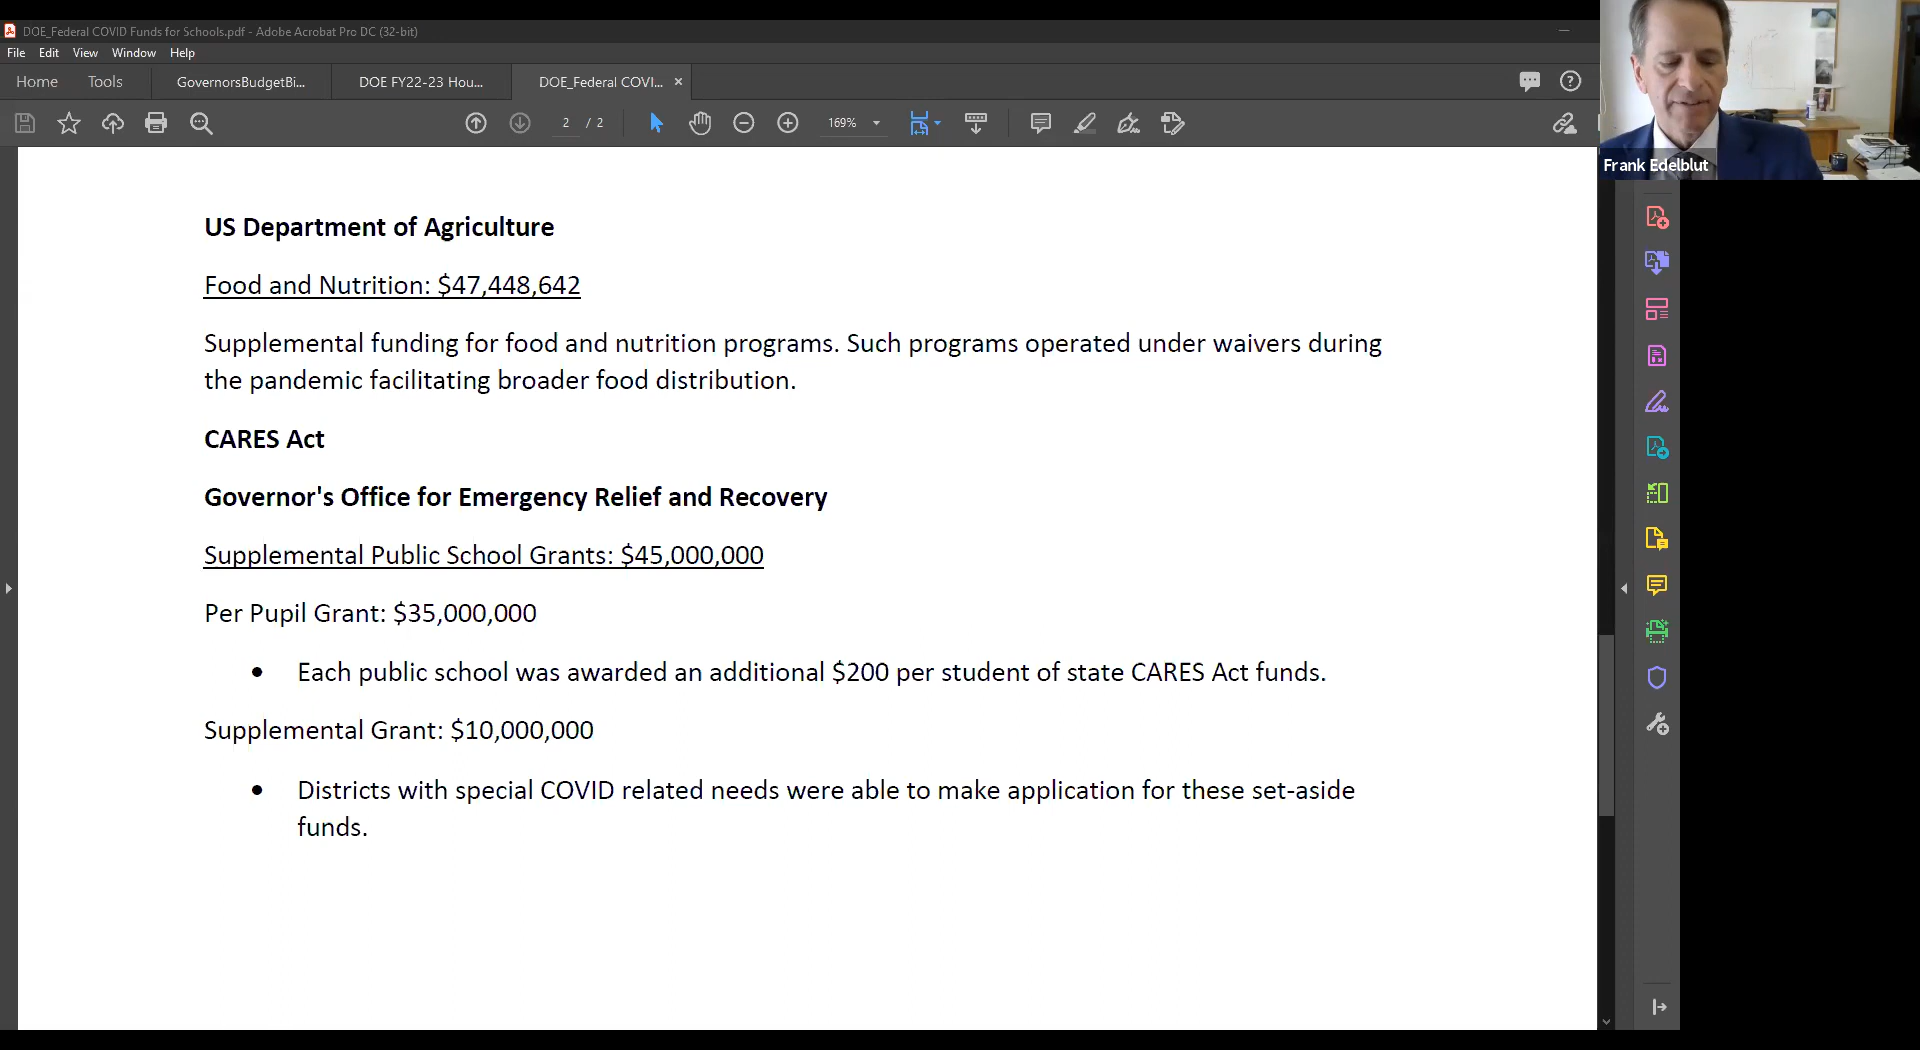 DOE_Federal COVID Funds for Schools.pdf - Adobe Acrobat Pro DC (32-bit)
File Edit View Window Help
Home Tools GovernorsBudgetBi... DOE FY22-23 Hou... DOE_Federal COVI... ×
2 / 2 169%
Frank Edelblut
US Department of Agriculture
Food and Nutrition: $47,448,642
Supplemental funding for food and nutrition programs. Such programs operated under waivers during
the pandemic facilitating broader food distribution.
CARES Act
Governor's Office for Emergency Relief and Recovery
Supplemental Public School Grants: $45,000,000
Per Pupil Grant: $35,000,000
• Each public school was awarded an additional $200 per student of state CARES Act funds.
Supplemental Grant: $10,000,000
• Districts with special COVID related needs were able to make application for these set-aside
funds.